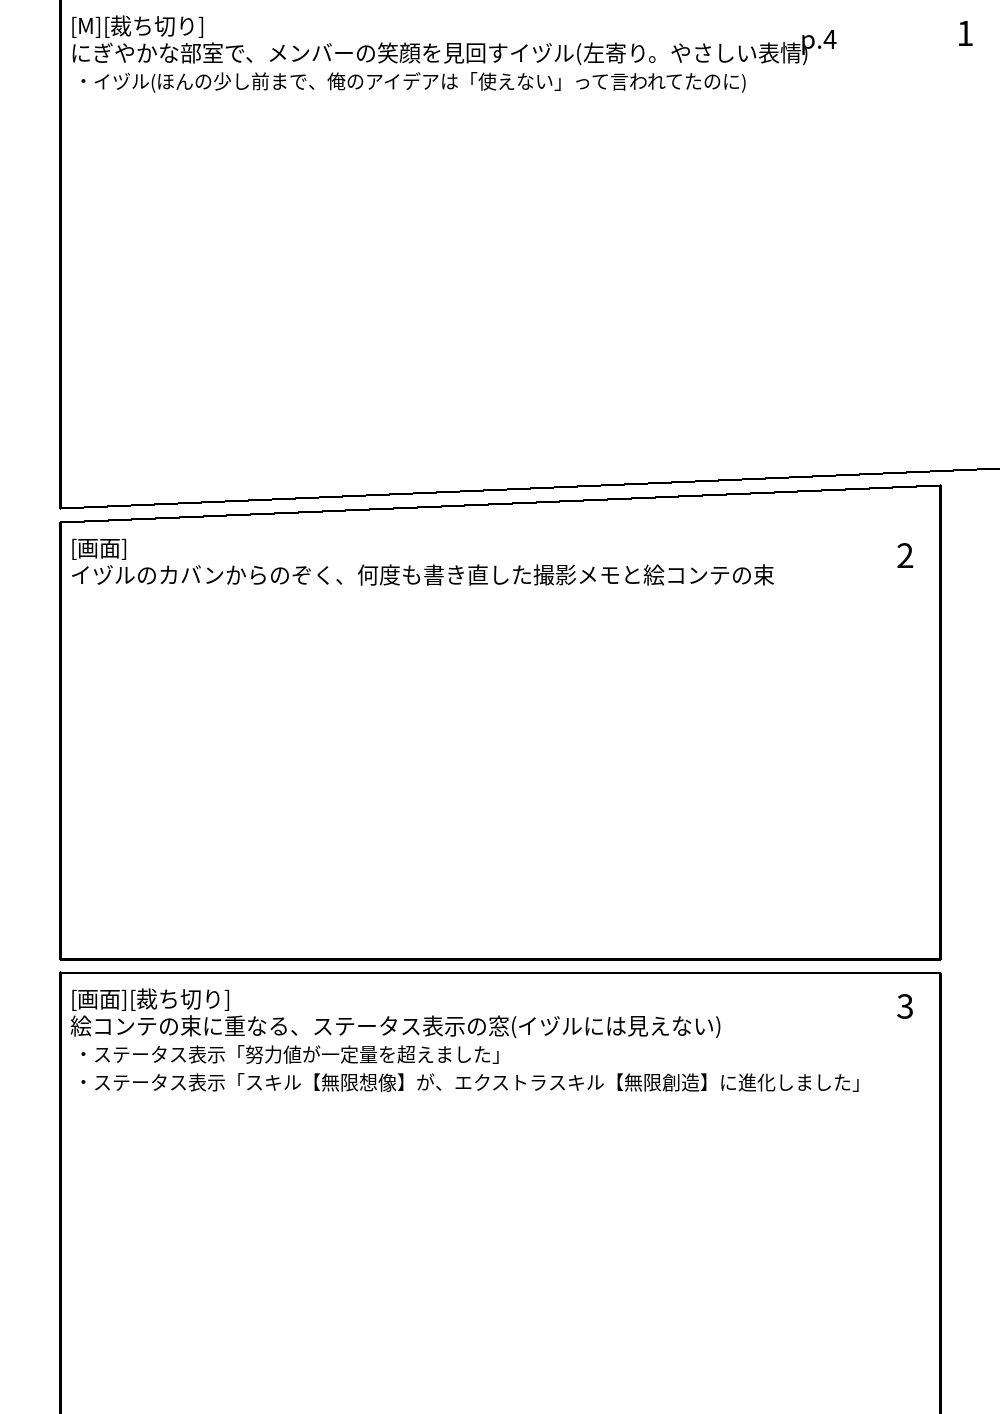 [M][裁ち切り]
にぎやかな部室で、メンバーの笑顔を見回すイヅル(左寄り。やさしい表情)
p.4
1
・イヅル(ほんの少し前まで、俺のアイデアは「使えない」って言われてたのに)
[画面]
2
イヅルのカバンからのぞく、何度も書き直した撮影メモと絵コンテの束
[画面][裁ち切り]
3
絵コンテの束に重なる、ステータス表示の窓(イヅルには見えない)
・ステータス表示「努力値が一定量を超えました」
・ステータス表示「スキル【無限想像】が、エクストラスキル【無限創造】に進化しました」